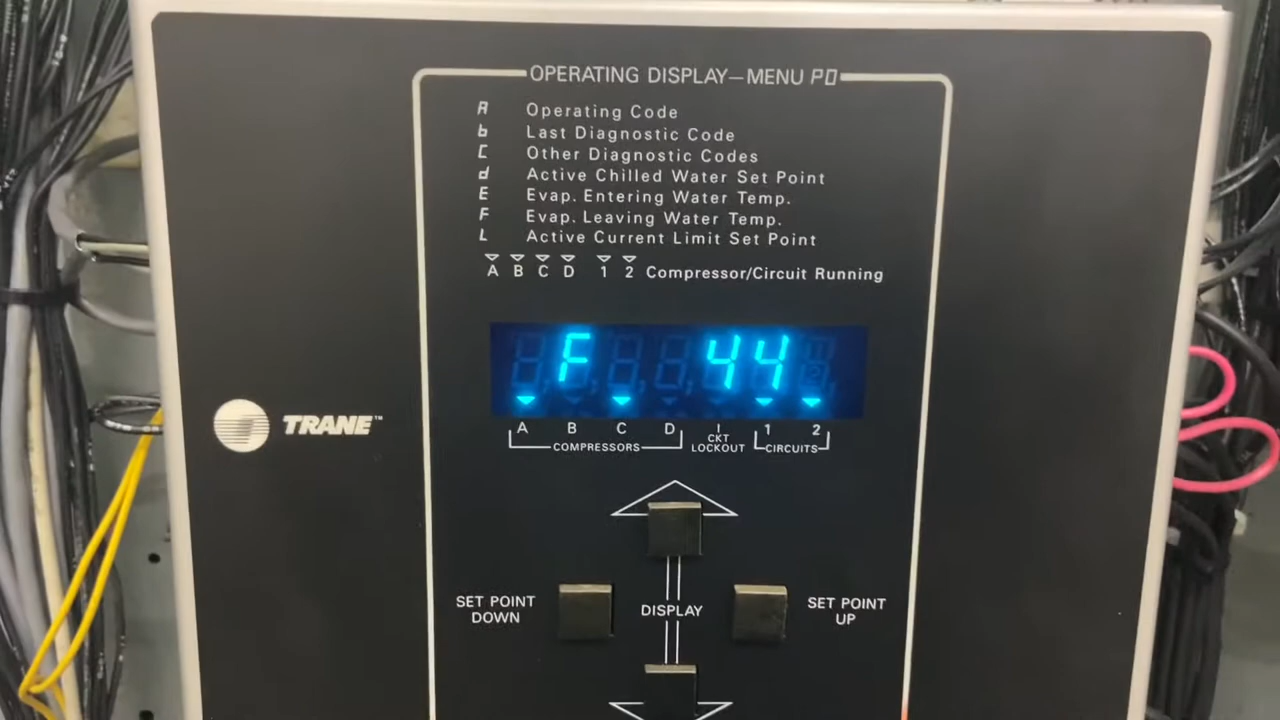 OPERATING DISPLAY—MENU P0
A Operating Code
b Last Diagnostic Code
C Other Diagnostic Codes
d Active Chilled Water Set Point
E Evap. Entering Water Temp.
F Evap. Leaving Water Temp.
L Active Current Limit Set Point
A B C D 1 2 Compressor/Circuit Running
F 44
TRANE™
A B C D 1 2
COMPRESSORS
CKT
LOCKOUT
CIRCUITS
SET POINT
DOWN
DISPLAY
SET POINT
UP